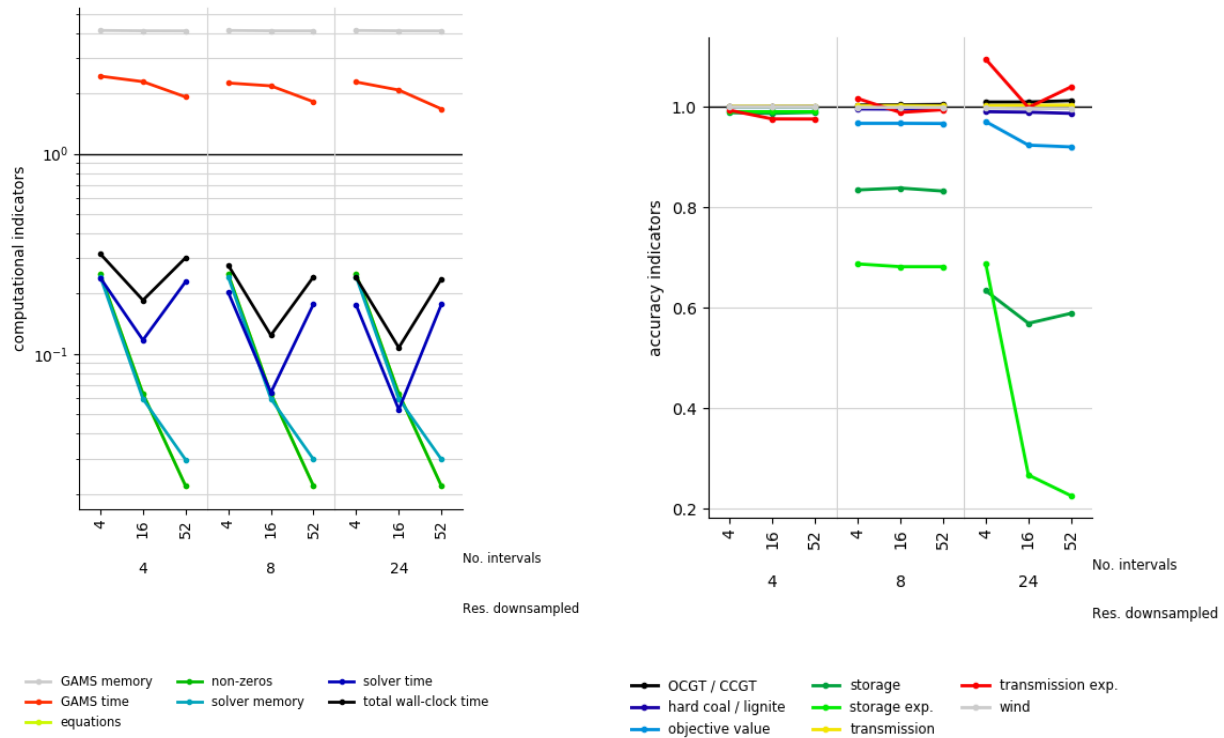 computational indicators
10⁰
10⁻¹
4 16 52 4 16 52 4 16 52
No. intervals
4 8 24
Res. downsampled
GAMS memory non-zeros solver time
GAMS time solver memory total wall-clock time
equations
accuracy indicators
1.0
0.8
0.6
0.4
0.2
4 16 52 4 16 52 4 16 52
No. intervals
4 8 24
Res. downsampled
OCGT / CCGT storage transmission exp.
hard coal / lignite storage exp. wind
objective value transmission